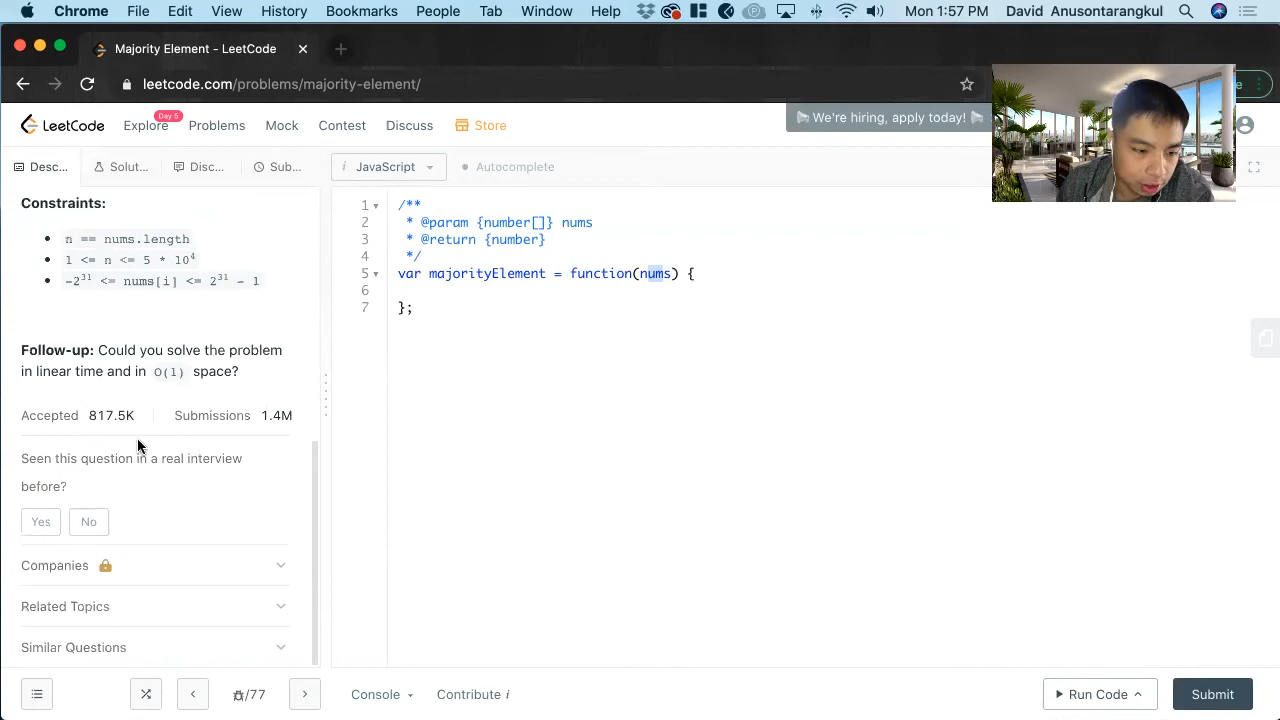 Chrome File Edit View History Bookmarks People Tab Window Help Mon 1:57 PM David Anusontarangkul
Majority Element - LeetCode
leetcode.com/problems/majority-element/
LeetCode Explore Day 5 Problems Mock Contest Discuss Store We're hiring, apply today!
Desc... Solut... Disc... Sub... i JavaScript Autocomplete
Constraints:
n == nums.length
1 <= n <= 5 * 10⁴
-2³¹ <= nums[i] <= 2³¹ - 1
Follow-up: Could you solve the problem
in linear time and in O(1) space?
Accepted 817.5K Submissions 1.4M
Seen this question in a real interview
before?
Yes No
Companies
Related Topics
Similar Questions
1 /**
2 * @param {number[]} nums
3 * @return {number}
4 */
5 var majorityElement = function(nums) {
6
7 };
/77 Console Contribute i Run Code Submit